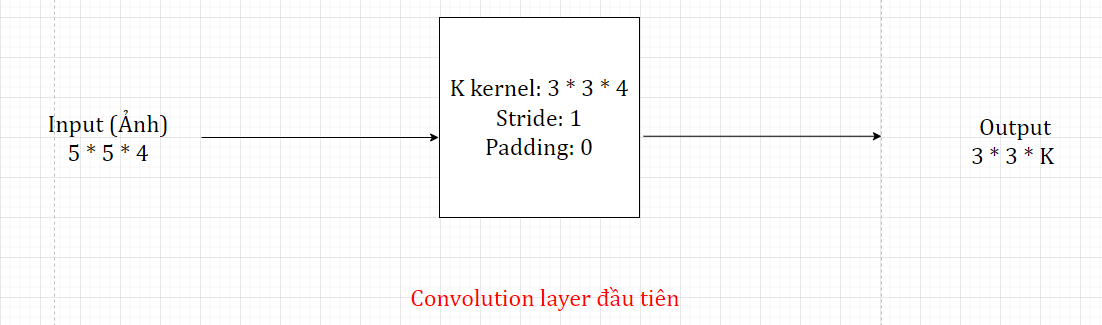 Input (Ảnh)
5 * 5 * 4
K kernel: 3 * 3 * 4
Stride: 1
Padding: 0
Output
3 * 3 * K
Convolution layer đầu tiên